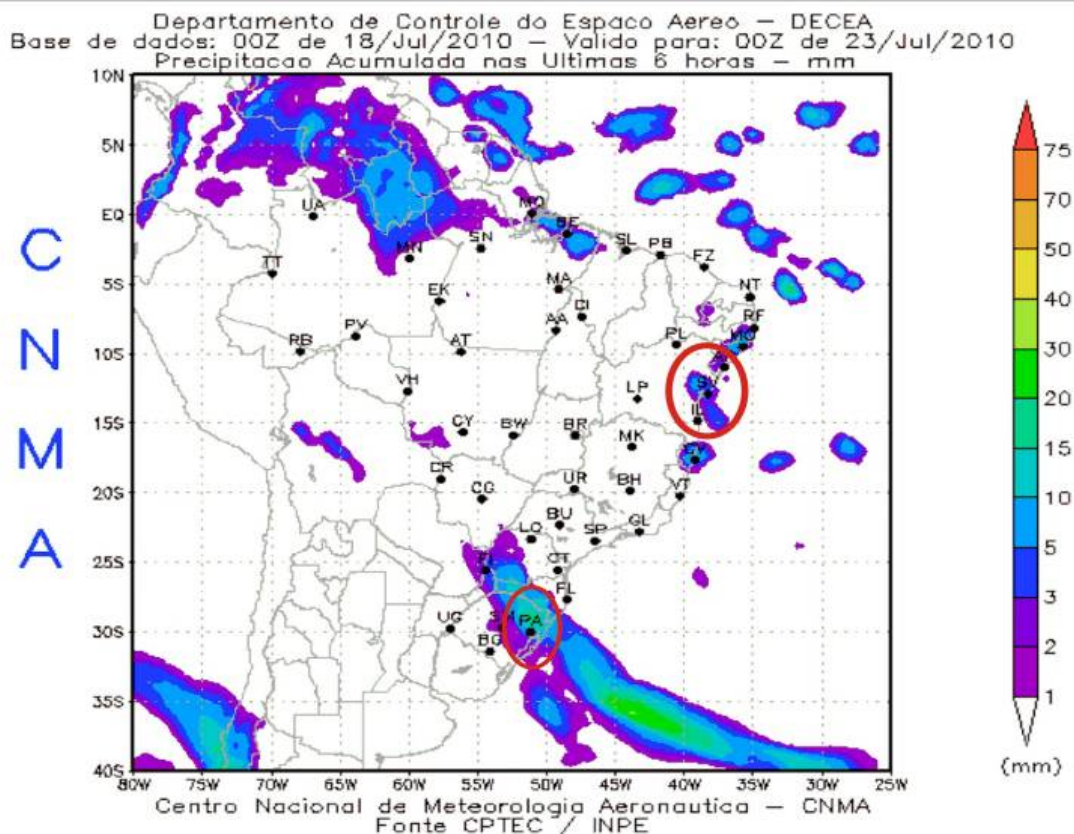 Departamento de Controle do Espaco Aereo – DECEA
Base de dados: 00Z de 18/Jul/2010 – Valido para: 00Z de 23/Jul/2010
Precipitacao Acumulada nas Ultimas 6 horas – mm
C
N
M
A
10N
5N
EQ
5S
10S
15S
20S
25S
30S
35S
40S
UA
MQ
BE
MN
SN
SL
PB
FZ
TT
EK
MA
CI
NT
RB
PV
AT
AA
PL
RF
MO
VH
LP
SV
IL
CY
BW
BR
MK
CR
CG
UR
BH
VT
LO
BU
SP
GL
CT
FL
UG
PA
BG
75
70
50
40
30
20
15
10
5
3
2
1
(mm)
80W 75W 70W 65W 60W 55W 50W 45W 40W 35W 30W 25W
Centro Nacional de Meteorologia Aeronautica – CNMA
Fonte CPTEC / INPE